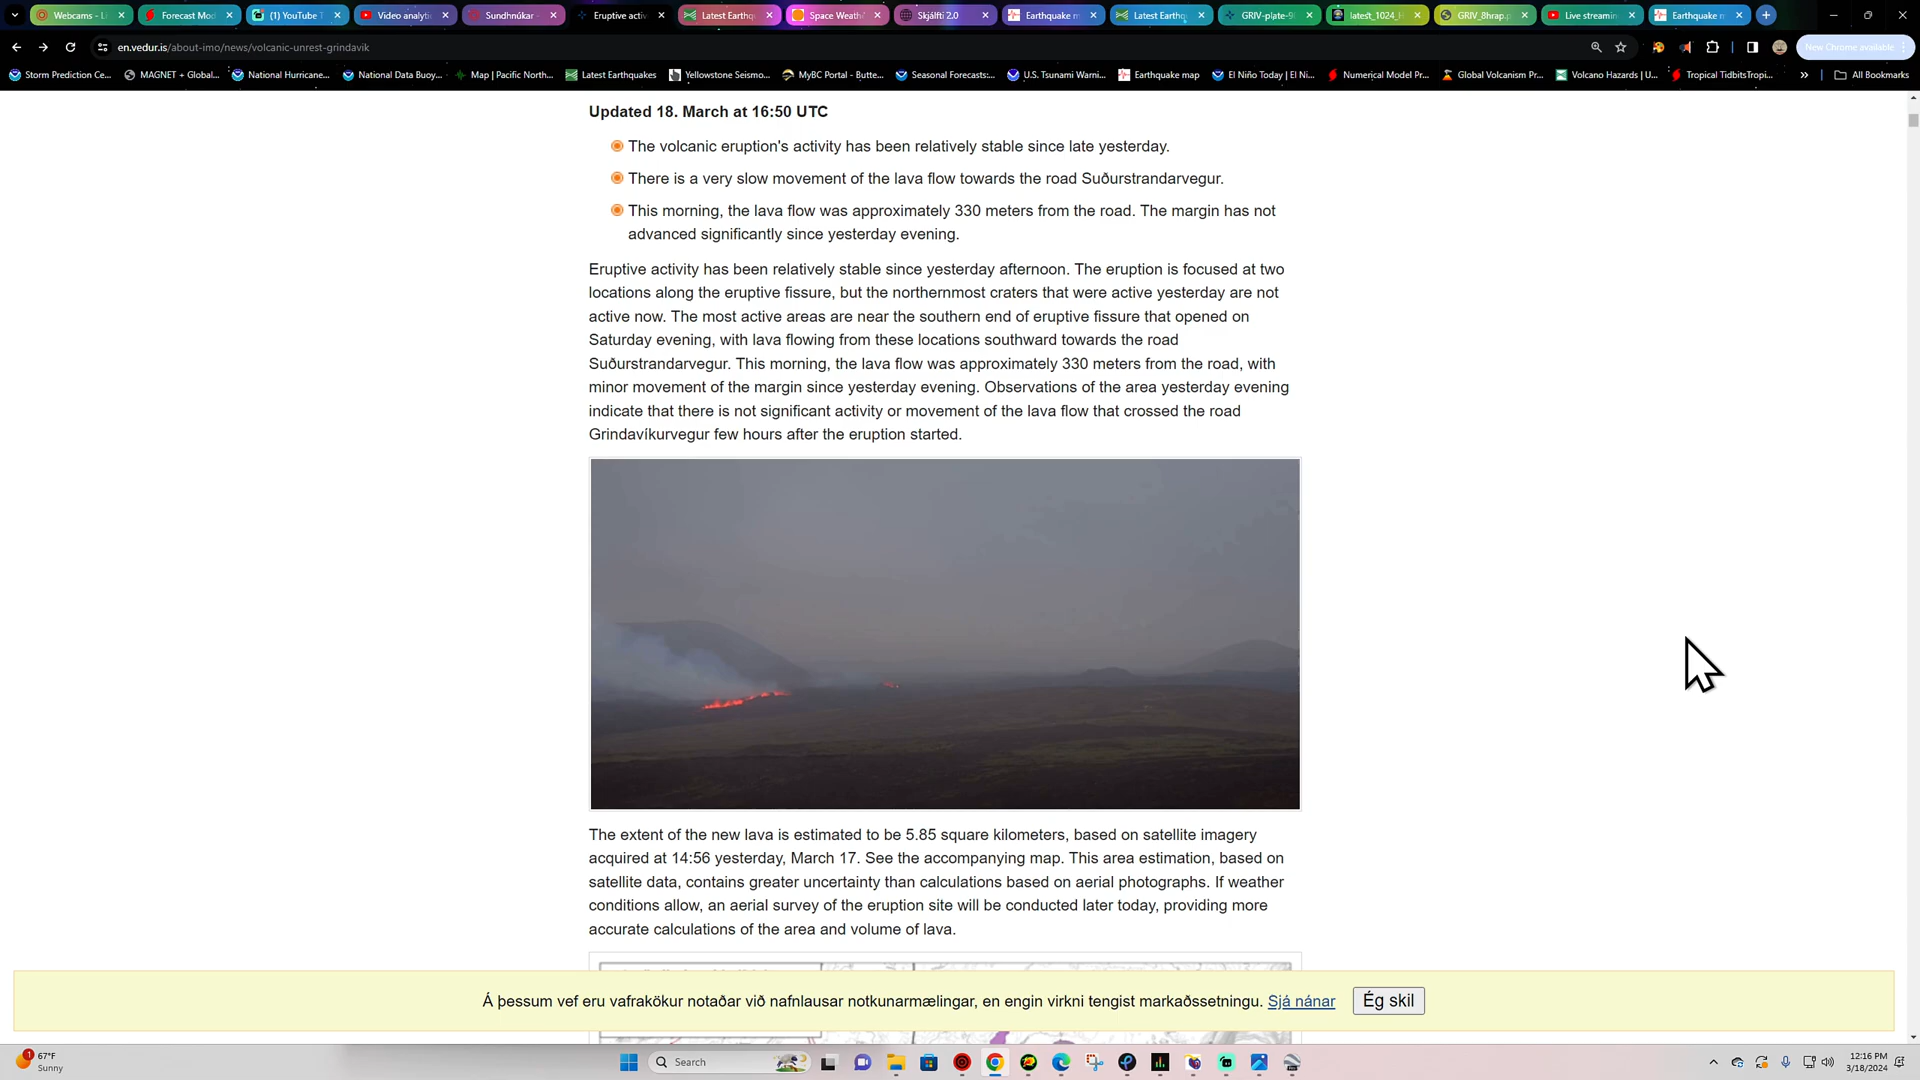 Webcams - Li
Forecast Mod
(1) YouTube T
Video analytic
Sundhnúkar -
Eruptive activ
Latest Earthq
Space Weath
Skjálfti 2.0
Earthquake m
Latest Earthqu
GRIV-plate-90
latest_1024_H
GRIV_8hrap.p
Live streamin
Earthquake m
en.vedur.is/about-imo/news/volcanic-unrest-grindavik
New Chrome available
Storm Prediction Ce...
MAGNET + Global...
National Hurricane...
National Data Buoy...
Map | Pacific North...
Latest Earthquakes
Yellowstone Seismo...
MyBC Portal - Butte...
Seasonal Forecasts:...
U.S. Tsunami Warni...
Earthquake map
El Niño Today | El Ni...
Numerical Model Pr...
Global Volcanism Pr...
Volcano Hazards | U...
Tropical TidbitsTropi...
All Bookmarks
Updated 18. March at 16:50 UTC
The volcanic eruption's activity has been relatively stable since late yesterday.
There is a very slow movement of the lava flow towards the road Suðurstrandarvegur.
This morning, the lava flow was approximately 330 meters from the road. The margin has not
advanced significantly since yesterday evening.
Eruptive activity has been relatively stable since yesterday afternoon. The eruption is focused at two
locations along the eruptive fissure, but the northernmost craters that were active yesterday are not
active now. The most active areas are near the southern end of eruptive fissure that opened on
Saturday evening, with lava flowing from these locations southward towards the road
Suðurstrandarvegur. This morning, the lava flow was approximately 330 meters from the road, with
minor movement of the margin since yesterday evening. Observations of the area yesterday evening
indicate that there is not significant activity or movement of the lava flow that crossed the road
Grindavíkurvegur few hours after the eruption started.
The extent of the new lava is estimated to be 5.85 square kilometers, based on satellite imagery
acquired at 14:56 yesterday, March 17. See the accompanying map. This area estimation, based on
satellite data, contains greater uncertainty than calculations based on aerial photographs. If weather
conditions allow, an aerial survey of the eruption site will be conducted later today, providing more
accurate calculations of the area and volume of lava.
Á þessum vef eru vafrakökur notaðar við nafnlausar notkunarmælingar, en engin virkni tengist markaðssetningu. Sjá nánar
Ég skil
1
67°F
Sunny
Search
12:16 PM
3/18/2024